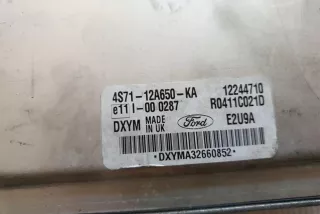 4S71-12A650-KA 12244710
e11 I-00 0287 R0411C021D
DXYM MADE IN UK Ford E2U9A
*DXYMA32660852*